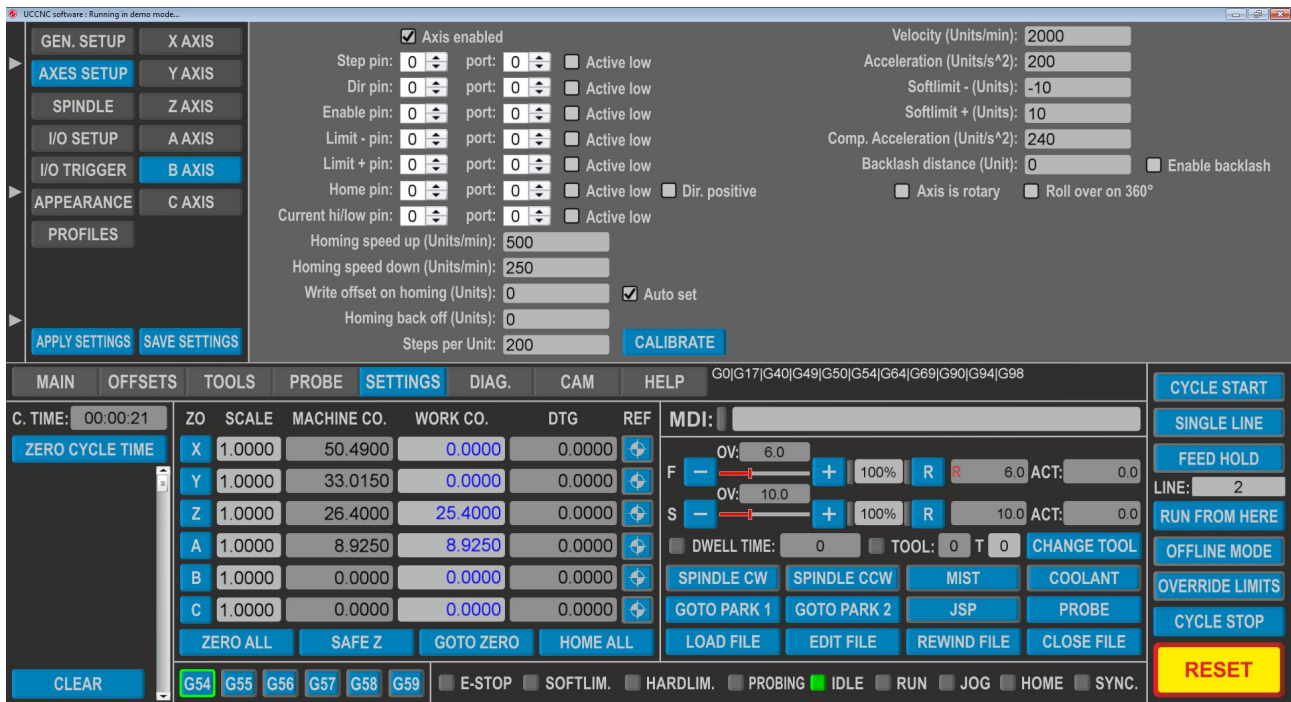 UCCNC software : Running in demo mode...
GEN. SETUP X AXIS Axis enabled Velocity (Units/min): 2000
Step pin: 0 port: 0 Active low Acceleration (Units/s^2): 200
AXES SETUP Y AXIS Dir pin: 0 port: 0 Active low Softlimit - (Units): -10
SPINDLE Z AXIS Enable pin: 0 port: 0 Active low Softlimit + (Units): 10
I/O SETUP A AXIS Limit - pin: 0 port: 0 Active low Comp. Acceleration (Unit/s^2): 240
I/O TRIGGER B AXIS Limit + pin: 0 port: 0 Active low Backlash distance (Unit): 0 Enable backlash
APPEARANCE C AXIS Home pin: 0 port: 0 Active low Dir. positive Axis is rotary Roll over on 360°
Current hi/low pin: 0 port: 0 Active low
PROFILES Homing speed up (Units/min): 500
Homing speed down (Units/min): 250
Write offset on homing (Units): 0 Auto set
Homing back off (Units): 0
APPLY SETTINGS SAVE SETTINGS Steps per Unit: 200 CALIBRATE
MAIN OFFSETS TOOLS PROBE SETTINGS DIAG. CAM HELP G0|G17|G40|G49|G50|G54|G64|G69|G90|G94|G98 CYCLE START
C. TIME: 00:00:21 ZO SCALE MACHINE CO. WORK CO. DTG REF MDI: SINGLE LINE
ZERO CYCLE TIME X 1.0000 50.4900 0.0000 0.0000 OV: 6.0 FEED HOLD
F − + 100% R R 6.0 ACT: 0.0
Y 1.0000 33.0150 0.0000 0.0000 OV: 10.0 LINE: 2
Z 1.0000 26.4000 25.4000 0.0000 S − + 100% R 10.0 ACT: 0.0 RUN FROM HERE
A 1.0000 8.9250 8.9250 0.0000 DWELL TIME: 0 TOOL: 0 T 0 CHANGE TOOL OFFLINE MODE
B 1.0000 0.0000 0.0000 0.0000 SPINDLE CW SPINDLE CCW MIST COOLANT OVERRIDE LIMITS
C 1.0000 0.0000 0.0000 0.0000 GOTO PARK 1 GOTO PARK 2 JSP PROBE CYCLE STOP
ZERO ALL SAFE Z GOTO ZERO HOME ALL LOAD FILE EDIT FILE REWIND FILE CLOSE FILE
CLEAR G54 G55 G56 G57 G58 G59 E-STOP SOFTLIM. HARDLIM. PROBING IDLE RUN JOG HOME SYNC. RESET